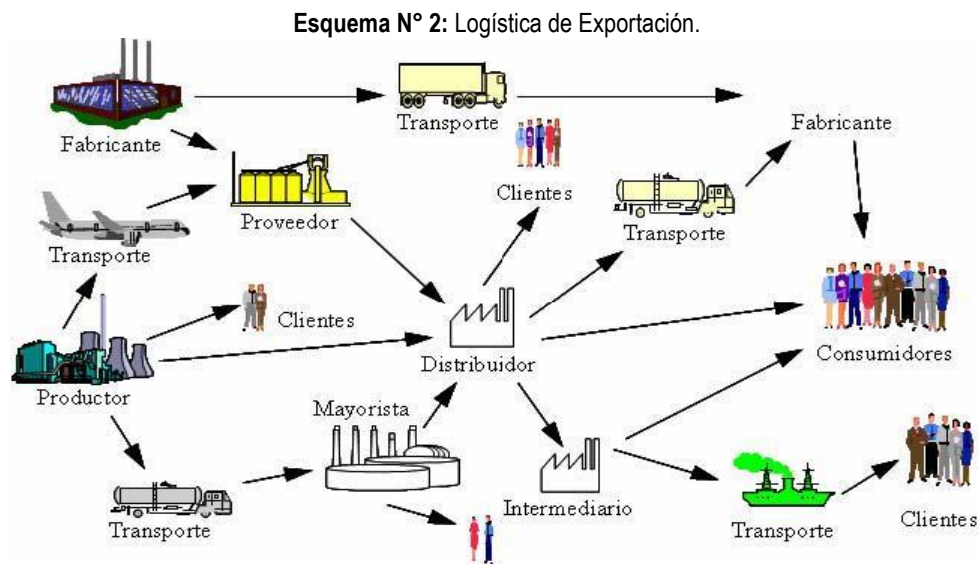 Esquema N° 2: Logística de Exportación.
Fabricante
Transporte
Fabricante
Clientes
Proveedor
Transporte
Transporte
Clientes
Distribuidor
Consumidores
Productor
Mayorista
Transporte
Intermediario
Transporte
Clientes